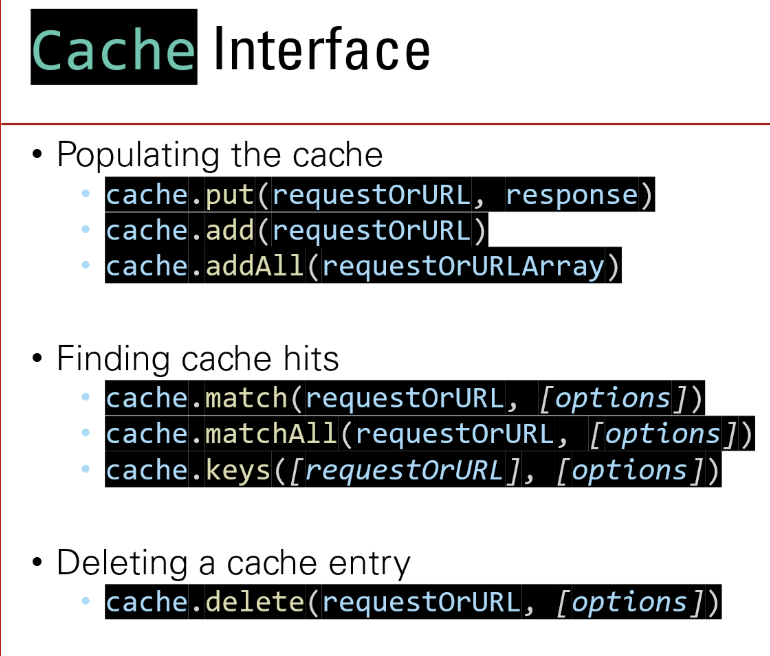 Cache Interface
• Populating the cache
• cache.put(requestOrURL, response)
• cache.add(requestOrURL)
• cache.addAll(requestOrURLArray)
• Finding cache hits
• cache.match(requestOrURL, [options])
• cache.matchAll(requestOrURL, [options])
• cache.keys([requestOrURL], [options])
• Deleting a cache entry
• cache.delete(requestOrURL, [options])